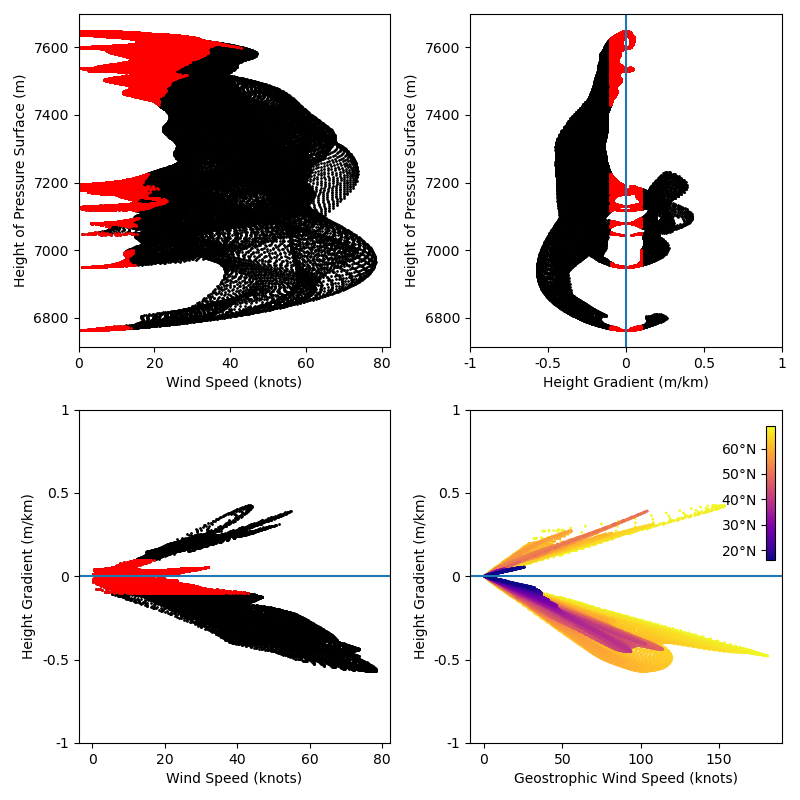 7600
7400
7200
7000
6800
Height of Pressure Surface (m)
0 20 40 60 80
Wind Speed (knots)
7600
7400
7200
7000
6800
Height of Pressure Surface (m)
-1 -0.5 0 0.5 1
Height Gradient (m/km)
1
0.5
0
-0.5
-1
Height Gradient (m/km)
0 20 40 60 80
Wind Speed (knots)
1
0.5
0
-0.5
-1
Height Gradient (m/km)
60°N
50°N
40°N
30°N
20°N
0 50 100 150
Geostrophic Wind Speed (knots)